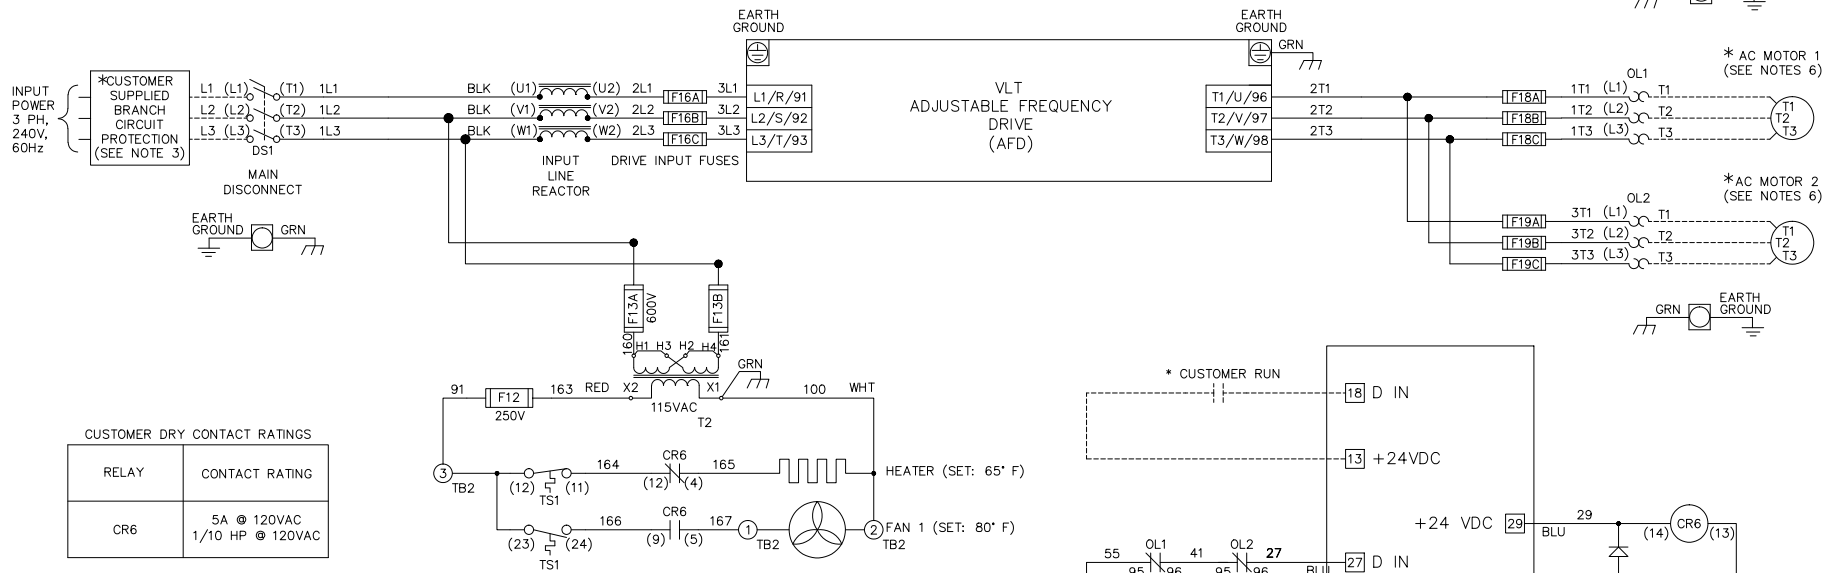 EARTH
GROUND
EARTH
GROUND
GRN
INPUT
POWER
3 PH,
240V,
60Hz
*CUSTOMER
SUPPLIED
BRANCH
CIRCUIT
PROTECTION
(SEE NOTE 3)
L1 (L1) (T1) 1L1 BLK (U1) (U2) 2L1 F16A 3L1 L1/R/91
L2 (L2) (T2) 1L2 BLK (V1) (V2) 2L2 F16B 3L2 L2/S/92
L3 (L3) (T3) 1L3 BLK (W1) (W2) 2L3 F16C 3L3 L3/T/93
DS1
MAIN
DISCONNECT
INPUT
LINE
REACTOR
DRIVE INPUT FUSES
VLT
ADJUSTABLE FREQUENCY
DRIVE
(AFD)
OL1
T1/U/96 2T1 F18A 1T1 (L1) T1
T2/V/97 2T2 F18B 1T2 (L2) T2
T3/W/98 2T3 F18C 1T3 (L3) T3
* AC MOTOR 1
(SEE NOTES 6)
T1
T2
T3
*AC MOTOR 2
(SEE NOTES 6)
OL2
F19A 3T1 (L1) T1
F19B 3T2 (L2) T2
F19C 3T3 (L3) T3
T1
T2
T3
EARTH
GROUND
GRN
GRN
EARTH
GROUND
F13A
600V
F13B
160
161
H1 H3 H2 H4
GRN
91 F12 163 RED X2 X1 100 WHT
250V
115VAC
T2
3
TB2
(12) (11)
TS1
164
CR6
(12) (4)
165
HEATER (SET: 65° F)
(23) (24)
TS1
166
CR6
(9) (5)
167
1
TB2
2
TB2
FAN 1 (SET: 80° F)
CUSTOMER DRY CONTACT RATINGS
RELAY CONTACT RATING
CR6
5A @ 120VAC
1/10 HP @ 120VAC
* CUSTOMER RUN
18 D IN
13 +24VDC
+24 VDC 29
BLU
29
(14) CR6 (13)
55 OL1 41 OL2 27
95 96 95 96
BLU
27 D IN